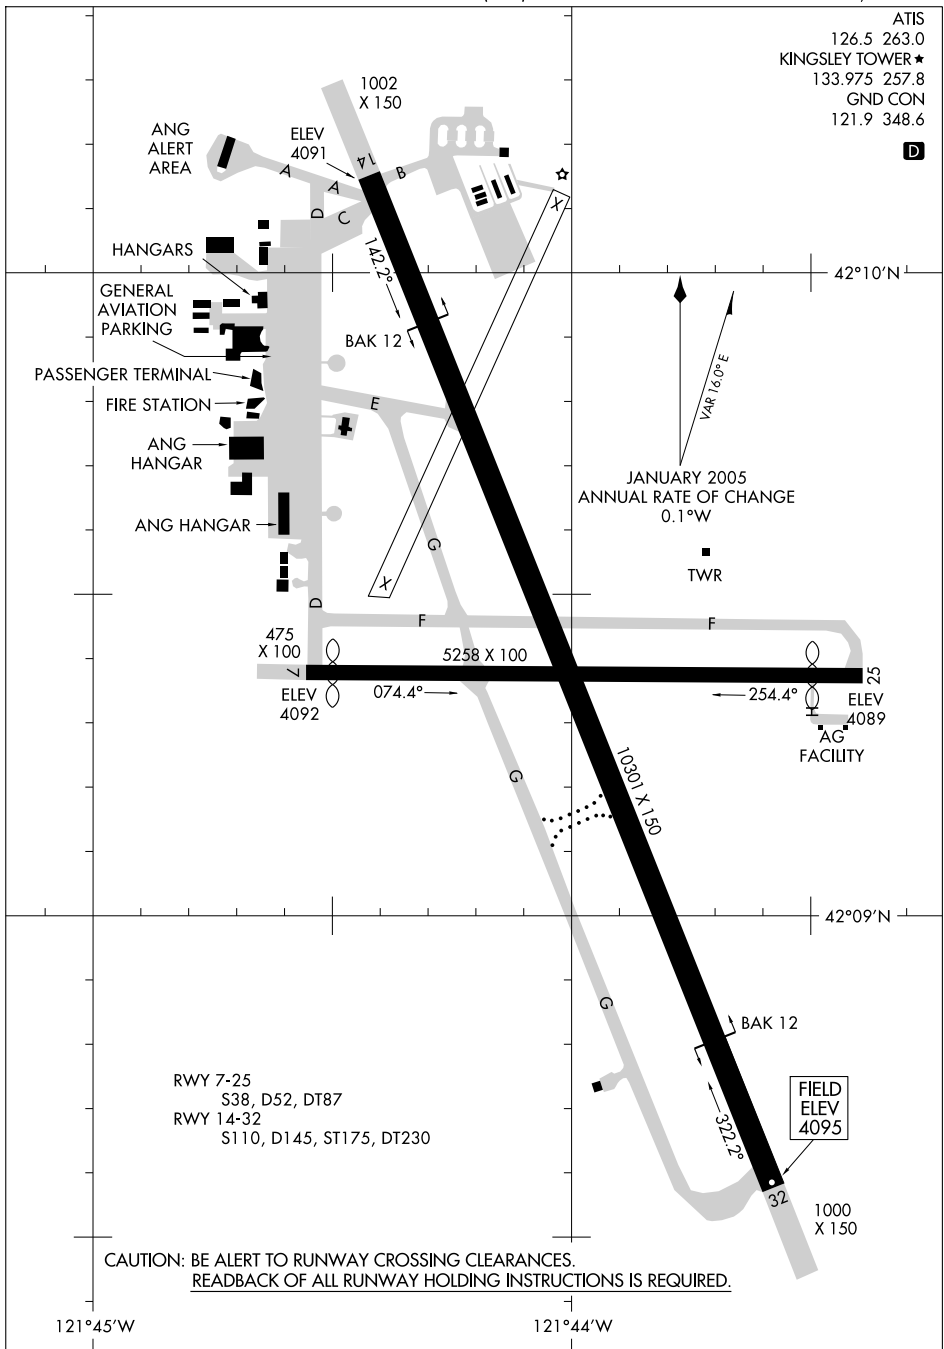 ATIS
126.5 263.0
KINGSLEY TOWER★
133.975 257.8
GND CON
121.9 348.6
D
1002
X 150
ANG
ALERT
AREA
ELEV
4091
14
A
A
B
D
C
X
HANGARS
142.2°
42°10'N
GENERAL
AVIATION
PARKING
BAK 12
VAR 16.0° E
PASSENGER TERMINAL
FIRE STATION
E
ANG
HANGAR
JANUARY 2005
ANNUAL RATE OF CHANGE
0.1°W
ANG HANGAR
G
TWR
X
D
F
F
475
X 100
5258 X 100
7
25
ELEV
4092
074.4°
254.4°
ELEV
4089
H
AG
FACILITY
G
10301 X 150
42°09'N
G
BAK 12
RWY 7-25
S38, D52, DT87
RWY 14-32
S110, D145, ST175, DT230
FIELD
ELEV
4095
322.2°
32
1000
X 150
CAUTION: BE ALERT TO RUNWAY CROSSING CLEARANCES.
READBACK OF ALL RUNWAY HOLDING INSTRUCTIONS IS REQUIRED.
121°45'W
121°44'W